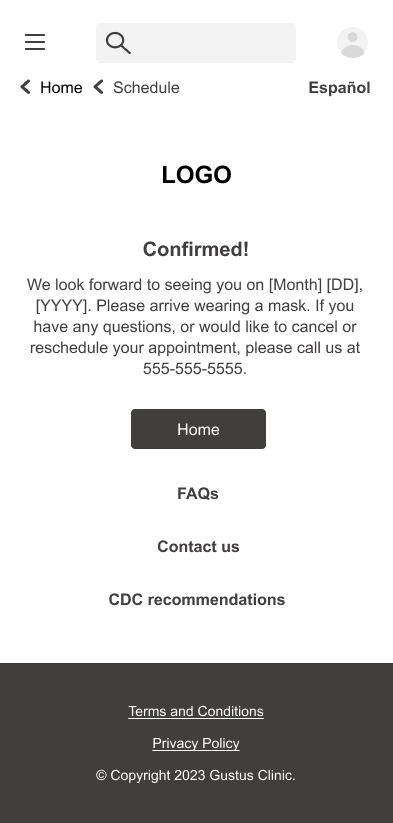 Home Schedule Español
LOGO
Confirmed!
We look forward to seeing you on [Month] [DD],
[YYYY]. Please arrive wearing a mask. If you
have any questions, or would like to cancel or
reschedule your appointment, please call us at
555-555-5555.
Home
FAQs
Contact us
CDC recommendations
Terms and Conditions
Privacy Policy
© Copyright 2023 Gustus Clinic.